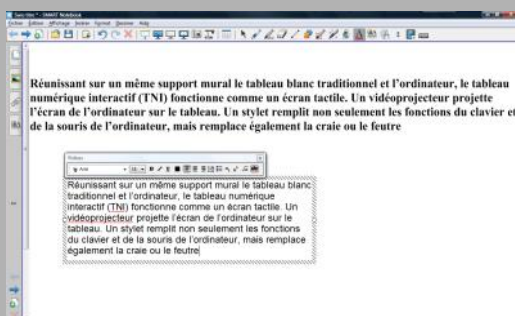 Réunissant sur un même support mural le tableau blanc traditionnel et l'ordinateur, le tableau
numérique interactif (TNI) fonctionne comme un écran tactile. Un vidéoprojecteur projette
l'écran de l'ordinateur sur le tableau. Un stylet remplit non seulement les fonctions du clavier et
de la souris de l'ordinateur, mais remplace également la craie ou le feutre
Réunissant sur un même support mural le tableau blanc
traditionnel et l'ordinateur, le tableau numérique
interactif (TNI) fonctionne comme un écran tactile. Un
vidéoprojecteur projette l'écran de l'ordinateur sur le
tableau. Un stylet remplit non seulement les fonctions
du clavier et de la souris de l'ordinateur, mais remplace
également la craie ou le feutre